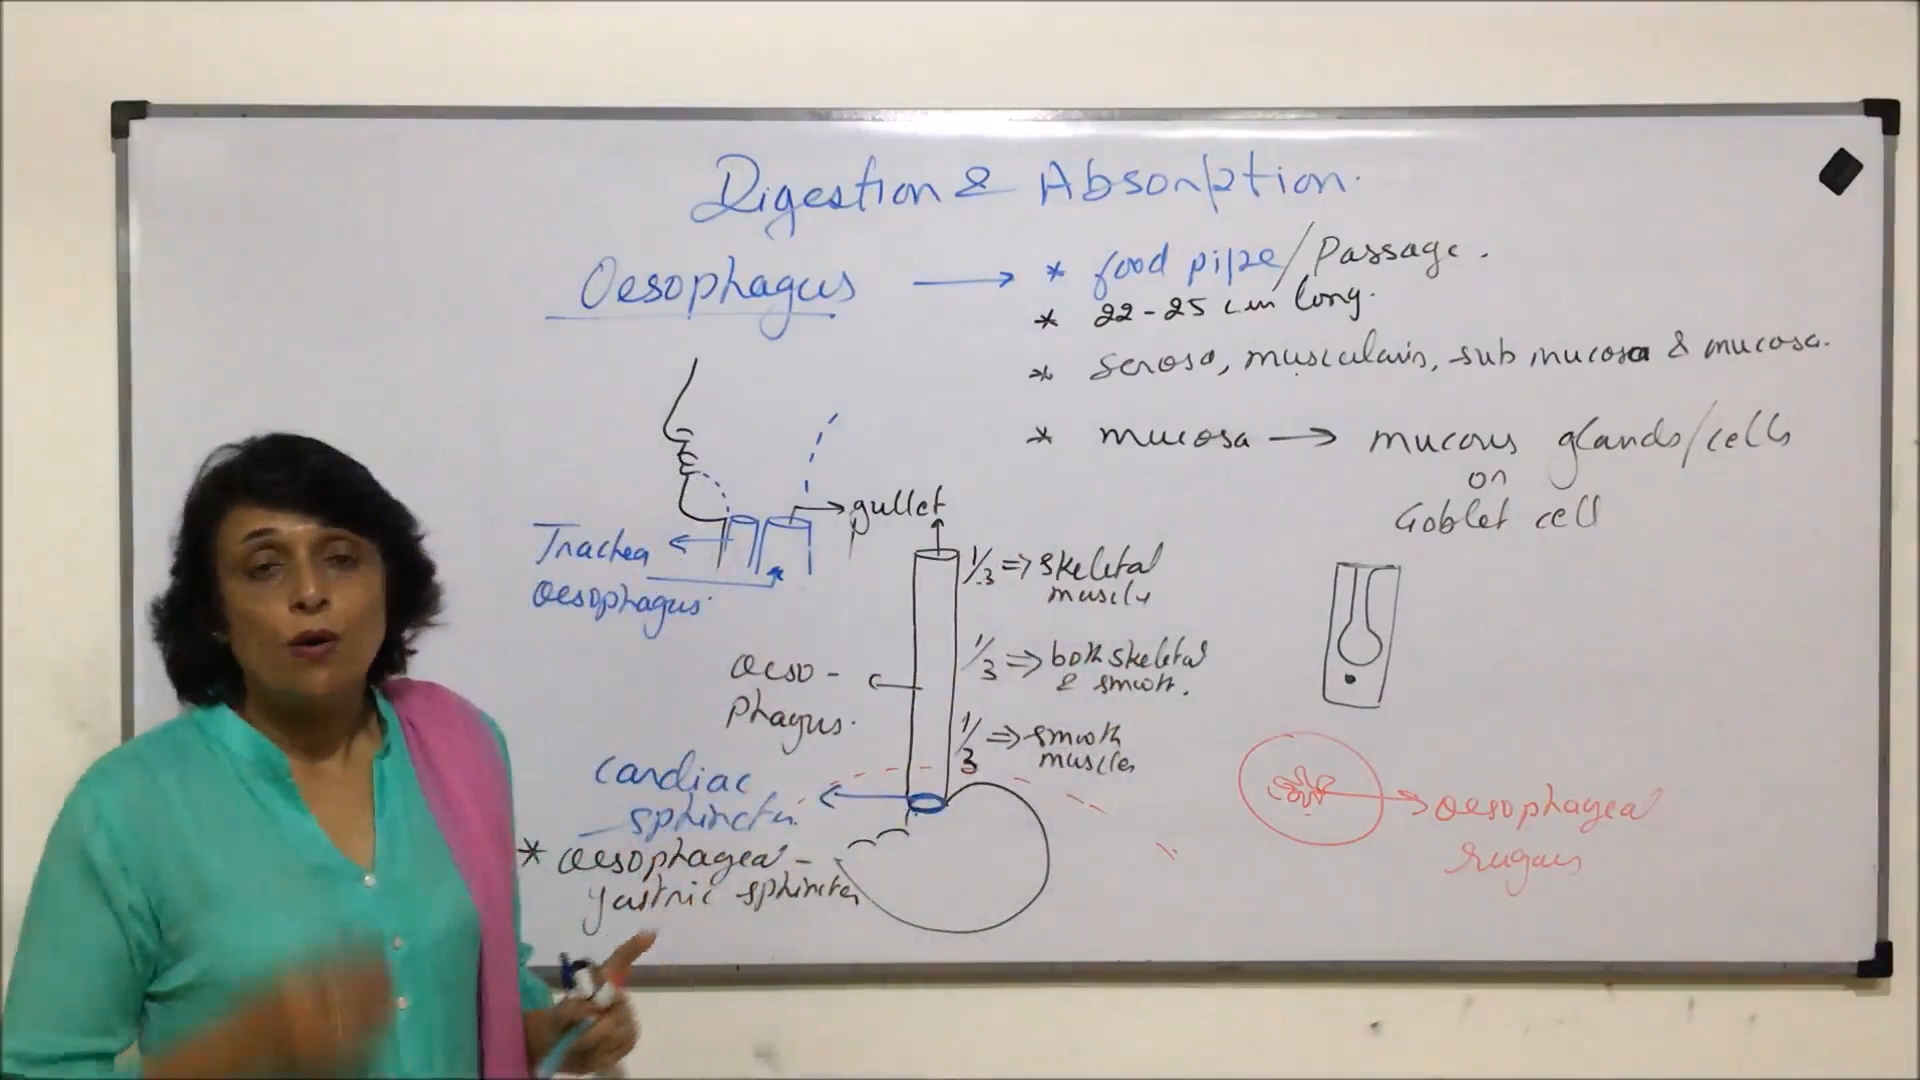 Digestion & Absorption.
Oesophagus → * food pipe/Passage.
* 22-25 cm long.
* Serosa, muscularis, sub mucosa & mucosa.
* mucosa → mucous glands/cells
or
Goblet cell
gullet
Trachea
oesophagus
1/3 ⇒ skeletal
muscle
1/3 ⇒ both skeletal
& smooth.
oeso-
phagus.
1/3 ⇒ smooth
muscles
cardiac
sphincter
* oesophageal-
gastric sphincter
oesophageal
rugae